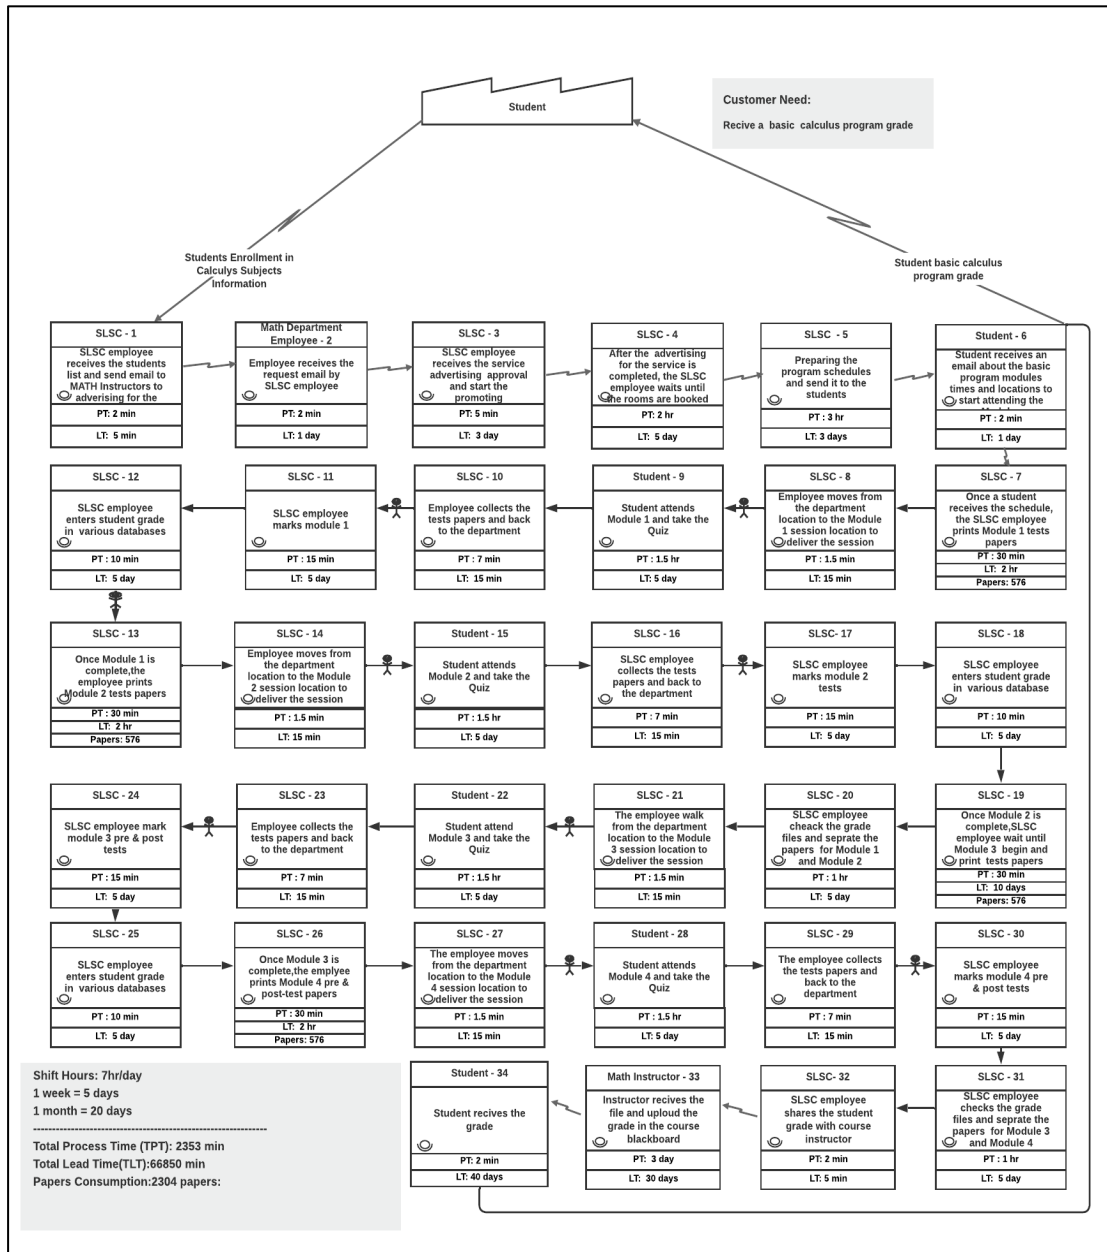 Student
Customer Need:
Recive a basic calculus program grade
Students Enrollment in
Calculys Subjects
Information
Student basic calculus
program grade
SLSC - 1
SLSC employee
receives the students
list and send email to
MATH Instructors to
advertising for the
PT: 2 min
LT: 5 min
Math Department
Employee - 2
Employee receives the
request email by
SLSC employee
PT: 2 min
LT: 1 day
SLSC - 3
SLSC employee
receives the service
advertising approval
and start the
promoting
PT: 5 min
LT: 3 day
SLSC - 4
After the advertising
for the service is
completed, the SLSC
employee waits until
the rooms are booked
PT: 2 hr
LT: 5 day
SLSC - 5
Preparing the
program schedules
and send it to the
students
PT : 3 hr
LT: 3 days
Student - 6
Student receives an
email about the basic
program modules
times and locations to
start attending the
PT : 2 min
LT: 1 day
SLSC - 12
SLSC employee
enters student grade
in various databases
PT : 10 min
LT: 5 day
SLSC - 11
SLSC employee
marks module 1
PT : 15 min
LT: 5 day
SLSC - 10
Employee collects the
tests papers and back
to the department
PT : 7 min
LT: 15 min
Student - 9
Student attends
Module 1 and take the
Quiz
PT : 1.5 hr
LT: 5 day
SLSC - 8
Employee moves from
the department
location to the Module
1 session location to
deliver the session
PT : 1.5 min
LT: 15 min
SLSC - 7
Once a student
receives the schedule,
the SLSC employee
prints Module 1 tests
papers
PT : 30 min
LT: 2 hr
Papers: 576
SLSC - 13
Once Module 1 is
complete,the
employee prints
Module 2 tests papers
PT : 30 min
LT: 2 hr
Papers: 576
SLSC - 14
Employee moves from
the department
location to the Module
2 session location to
deliver the session
PT : 1.5 min
LT: 15 min
Student - 15
Student attends
Module 2 and take the
Quiz
PT : 1.5 hr
LT: 5 day
SLSC - 16
SLSC employee
collects the tests
papers and back to
the department
PT : 7 min
LT: 15 min
SLSC- 17
SLSC employee
marks module 2
tests
PT : 15 min
LT: 5 day
SLSC - 18
SLSC employee
enters student grade
in various database
PT : 10 min
LT: 5 day
SLSC - 24
SLSC employee mark
module 3 pre & post
tests
PT : 15 min
LT: 5 day
SLSC - 23
Employee collects the
tests papers and back
to the department
PT : 7 min
LT: 15 min
Student - 22
Student attend
Module 3 and take the
Quiz
PT : 1.5 hr
LT: 5 day
SLSC - 21
The employee walk
from the department
location to the Module
3 session location to
deliver the session
PT : 1.5 min
LT: 15 min
SLSC - 20
SLSC employee
cheack the grade
files and seprate the
papers for Module 1
and Module 2
PT : 1 hr
LT: 5 day
SLSC - 19
Once Module 2 is
complete,SLSC
employee wait until
Module 3 begin and
print tests papers
PT : 30 min
LT: 10 days
Papers: 576
SLSC - 25
SLSC employee
enters student grade
in various databases
PT : 10 min
LT: 5 day
SLSC - 26
Once Module 3 is
complete,the emplyee
prints Module 4 pre &
post-test papers
PT : 30 min
LT: 2 hr
Papers: 576
SLSC - 27
The employee moves
from the department
location to the Module
4 session location to
deliver the session
PT : 1.5 min
LT: 15 min
Student - 28
Student attends
Module 4 and take the
Quiz
PT : 1.5 hr
LT: 5 day
SLSC - 29
The employee collects
the tests papers and
back to the
department
PT : 7 min
LT: 15 min
SLSC - 30
SLSC employee
marks module 4 pre
& post tests
PT : 15 min
LT: 5 day
Student - 34
Student recives the
grade
PT: 2 min
LT: 40 days
Math Instructor - 33
Instructor recives the
file and uploud the
grade in the course
blackboard
PT: 3 day
LT: 30 days
SLSC- 32
SLSC employee
shares the student
grade with course
instructor
PT: 2 min
LT: 5 min
SLSC - 31
SLSC employee
checks the grade
files and seprate the
papers for Module 3
and Module 4
PT : 1 hr
LT: 5 day
Shift Hours: 7hr/day
1 week = 5 days
1 month = 20 days
------------------------------------------------------------
Total Process Time (TPT): 2353 min
Total Lead Time(TLT):66850 min
Papers Consumption:2304 papers: